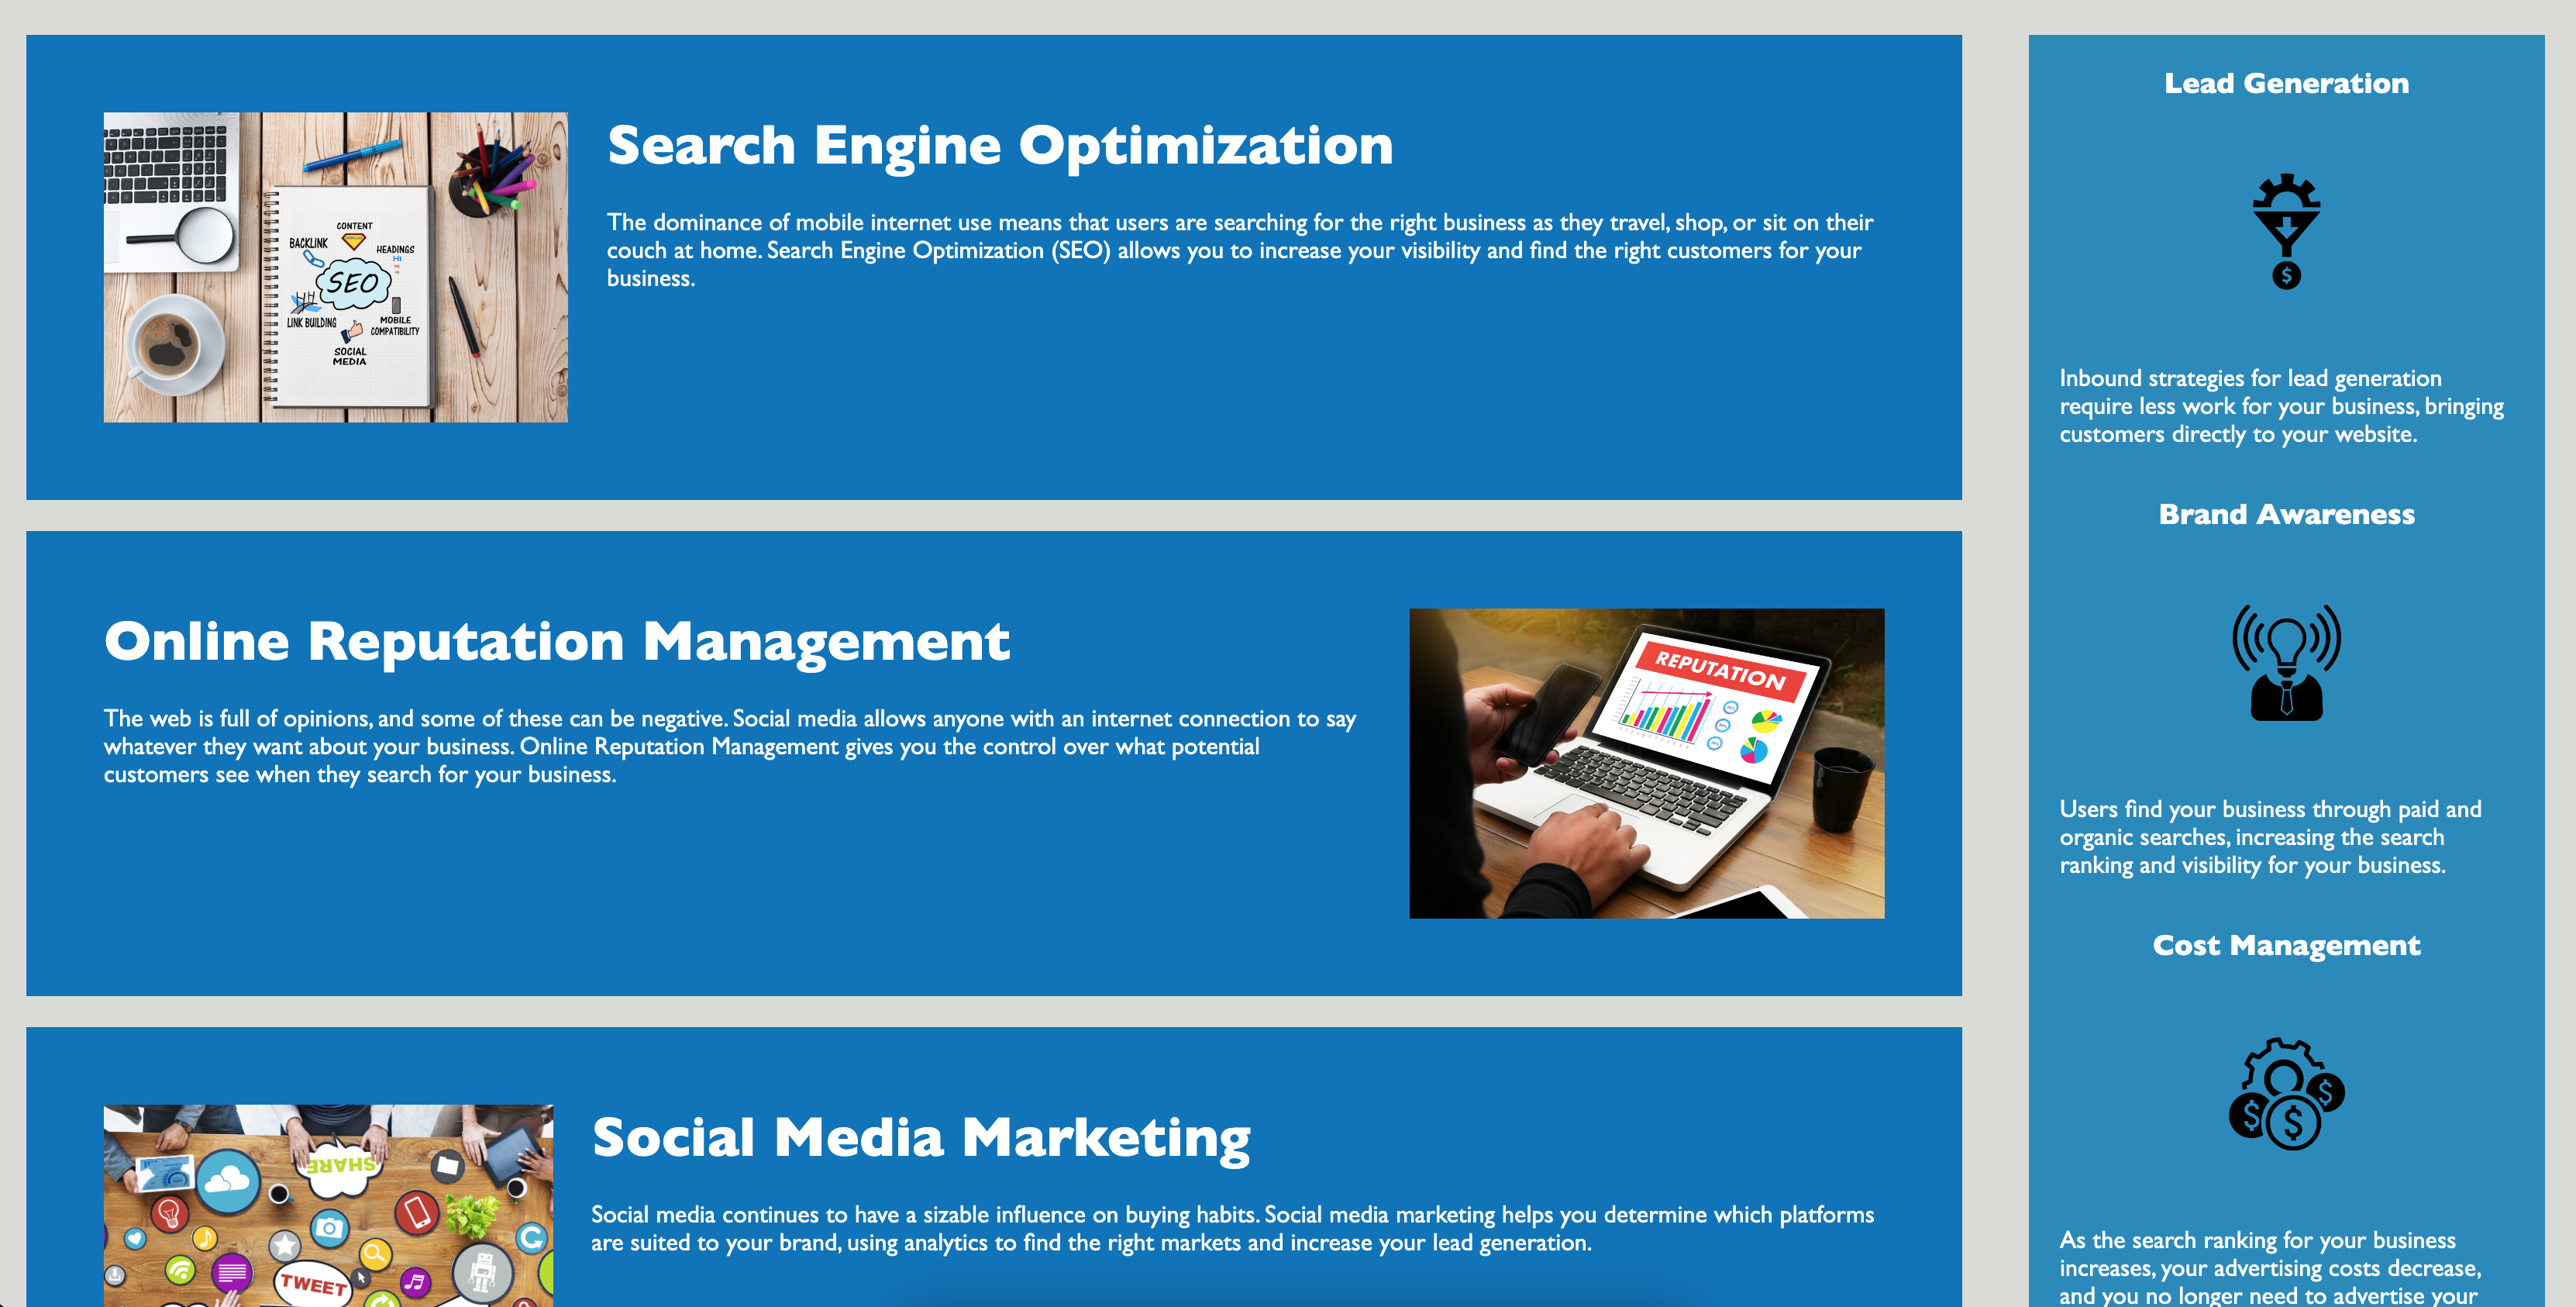 Search Engine Optimization
The dominance of mobile internet use means that users are searching for the right business as they travel, shop, or sit on their
couch at home. Search Engine Optimization (SEO) allows you to increase your visibility and find the right customers for your
business.
CONTENT
BACKLINK
HEADINGS
H1
SEO
LINK BUILDING
MOBILE
COMPATIBILITY
SOCIAL
MEDIA
Online Reputation Management
The web is full of opinions, and some of these can be negative. Social media allows anyone with an internet connection to say
whatever they want about your business. Online Reputation Management gives you the control over what potential
customers see when they search for your business.
REPUTATION
Social Media Marketing
Social media continues to have a sizable influence on buying habits. Social media marketing helps you determine which platforms
are suited to your brand, using analytics to find the right markets and increase your lead generation.
SHARE
TWEET
Lead Generation
$
Inbound strategies for lead generation
require less work for your business, bringing
customers directly to your website.
Brand Awareness
Users find your business through paid and
organic searches, increasing the search
ranking and visibility for your business.
Cost Management
$
$ $
As the search ranking for your business
increases, your advertising costs decrease,
and you no longer need to advertise your